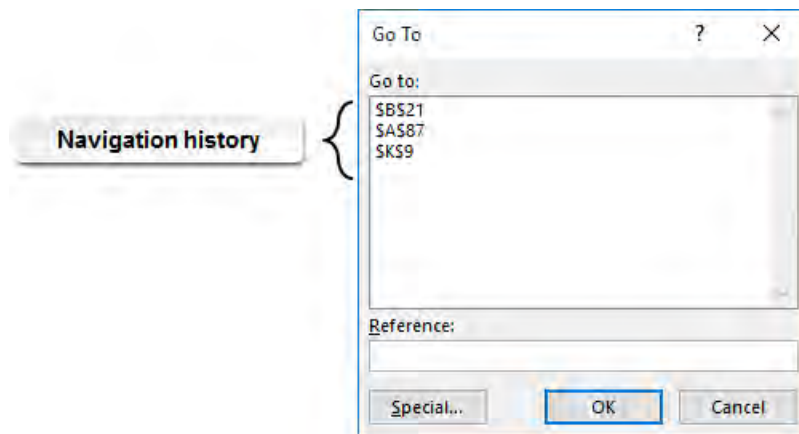 Go To
?
Go to:
$B$21
$A$87
$K$9
Navigation history
Reference:
Special...
OK
Cancel